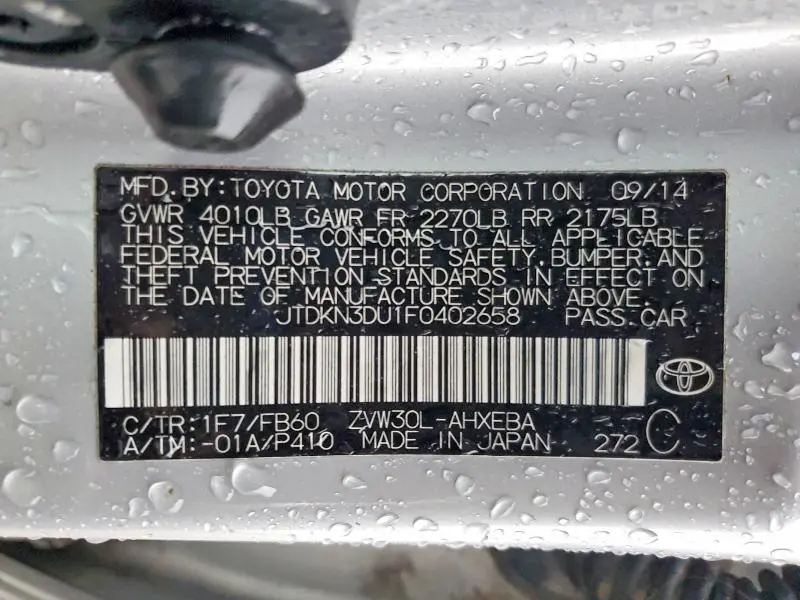 MFD. BY: TOYOTA MOTOR CORPORATION 09/14
GVWR 4010LB GAWR FR 2270LB RR 2175LB
THIS VEHICLE CONFORMS TO ALL APPLICABLE
FEDERAL MOTOR VEHICLE SAFETY, BUMPER, AND
THEFT PREVENTION STANDARDS IN EFFECT ON
THE DATE OF MANUFACTURE SHOWN ABOVE.
JTDKN3DU1F0402658 PASS. CAR
C/TR: 1F7/FB60 ZVW30L-AHXEBA
A/TM: -01A/P410 MADE IN JAPAN 272 C